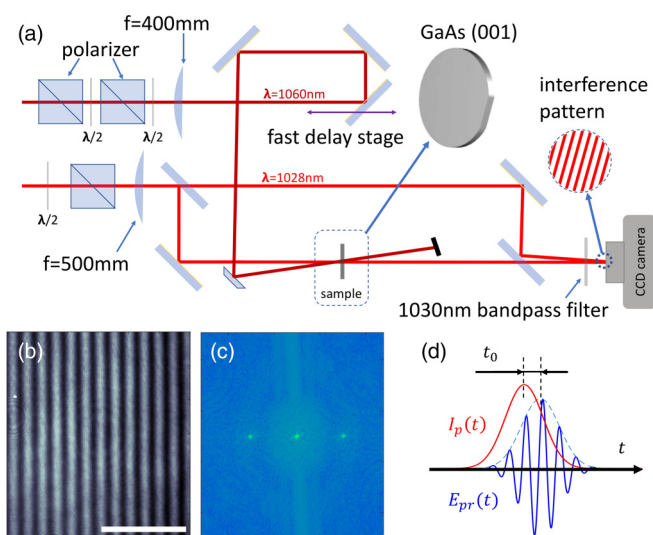 (a)
f=400mm
polarizer
GaAs (001)
λ=1060nm
interference
pattern
fast delay stage
λ/2
λ/2
λ=1028nm
λ/2
f=500mm
sample
CCD camera
1030nm bandpass filter
(b)
(c)
(d)
t₀
Iₚ(t)
t
Eₚᵣ(t)